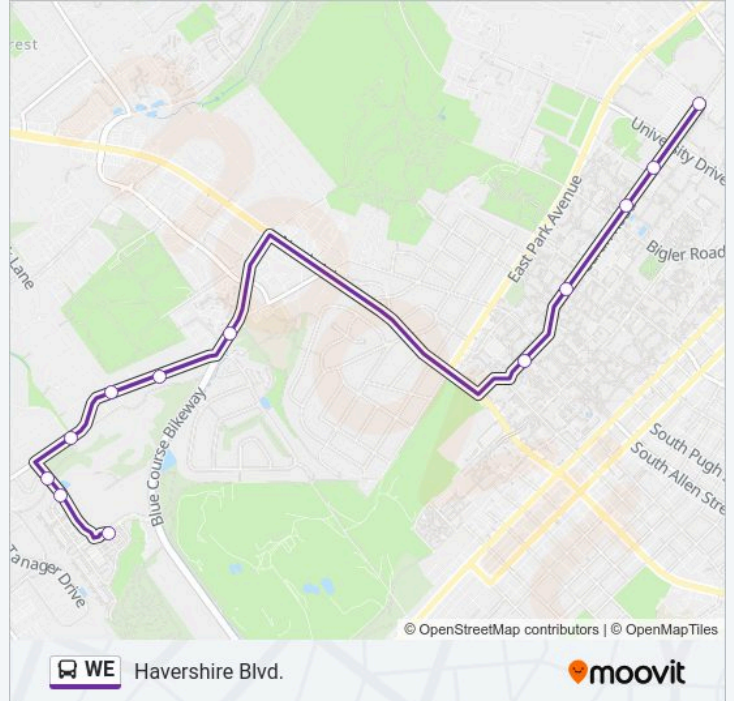 rest
University Drive
East Park Avenue
Bigler Road
Lane
Blue Course Bikeway
South Pugh
South Allen Stre
Tanager Drive
© OpenStreetMap contributors | © OpenMapTiles
WE
Havershire Blvd.
moovit